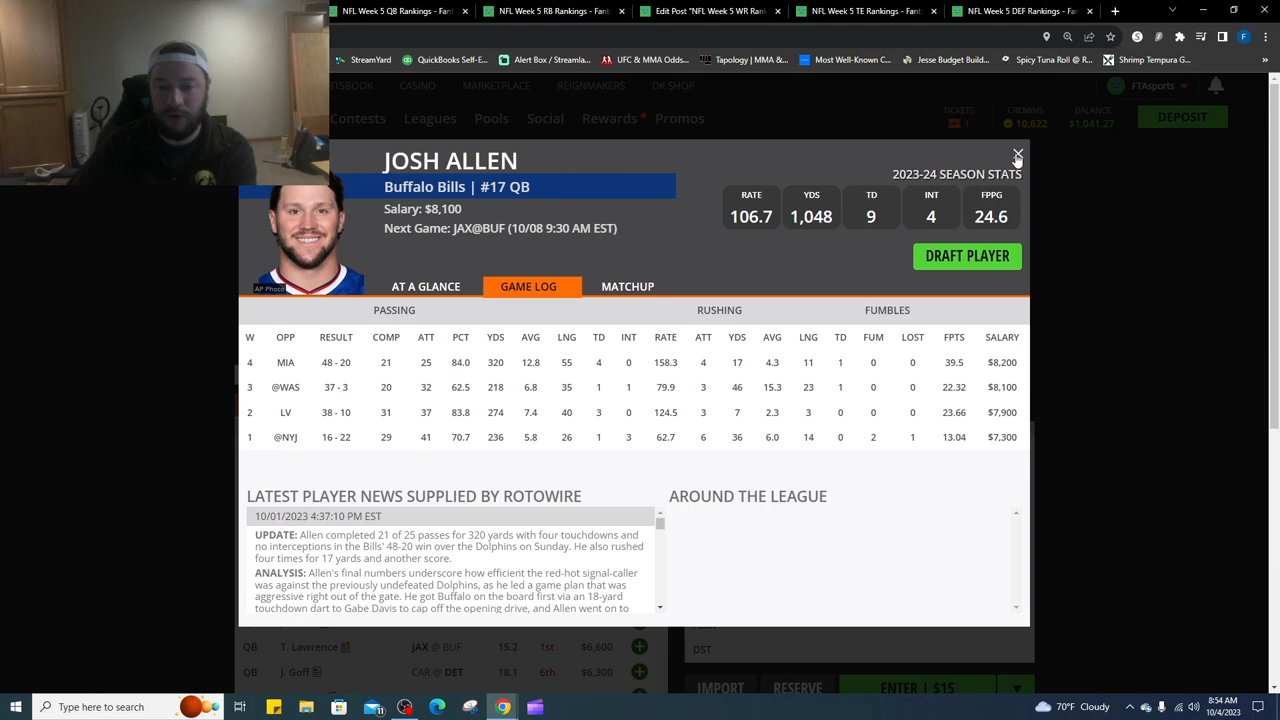 NFL Week 5 QB Rankings - Fant
NFL Week 5 RB Rankings - Fant
Edit Post "NFL Week 5 WR Ran
NFL Week 5 TE Rankings - Fant
NFL Week 5 DEF Rankings - Fan
StreamYard
QuickBooks Self-E...
Alert Box / Streamla...
UFC & MMA Odds...
Tapology | MMA &...
Most Well-Known C...
Jesse Budget Build...
Spicy Tuna Roll @ R...
Shrimp Tempura G...
RTSBOOK CASINO MARKETPLACE REIGNMAKERS DK SHOP
FTAsports
Contests Leagues Pools Social Rewards Promos
TICKETS CROWNS BALANCE
1 10,622 $1,041.27
DEPOSIT
JOSH ALLEN
Buffalo Bills | #17 QB
Salary: $8,100
Next Game: JAX@BUF (10/08 9:30 AM EST)
2023-24 SEASON STATS
RATE YDS TD INT FPPG
106.7 1,048 9 4 24.6
DRAFT PLAYER
AP Photo
AT A GLANCE GAME LOG MATCHUP
PASSING RUSHING FUMBLES
W OPP RESULT COMP ATT PCT YDS AVG LNG TD INT RATE ATT YDS AVG LNG TD FUM LOST FPTS SALARY
4 MIA 48 - 20 21 25 84.0 320 12.8 55 4 0 158.3 4 17 4.3 11 1 0 0 39.5 $8,200
3 @WAS 37 - 3 20 32 62.5 218 6.8 35 1 1 79.9 3 46 15.3 23 1 0 0 22.32 $8,100
2 LV 38 - 10 31 37 83.8 274 7.4 40 3 0 124.5 3 7 2.3 3 0 0 0 23.66 $7,900
1 @NYJ 16 - 22 29 41 70.7 236 5.8 26 1 3 62.7 6 36 6.0 14 0 2 1 13.04 $7,300
LATEST PLAYER NEWS SUPPLIED BY ROTOWIRE
AROUND THE LEAGUE
10/01/2023 4:37:10 PM EST
UPDATE: Allen completed 21 of 25 passes for 320 yards with four touchdowns and
no interceptions in the Bills' 48-20 win over the Dolphins on Sunday. He also rushed
four times for 17 yards and another score.
ANALYSIS: Allen's final numbers underscore how efficient the red-hot signal-caller
was against the previously undefeated Dolphins, as he led a game plan that was
aggressive right out of the gate. He got Buffalo on the board first via an 18-yard
touchdown dart to Gabe Davis to cap off the opening drive, and Allen went on to
QB T. Lawrence JAX @ BUF 15.2 1st $6,600
QB J. Goff CAR @ DET 18.1 6th $6,300
DST
IMPORT RESERVE ENTER | $15
Type here to search
70°F Cloudy
8:54 AM
10/4/2023